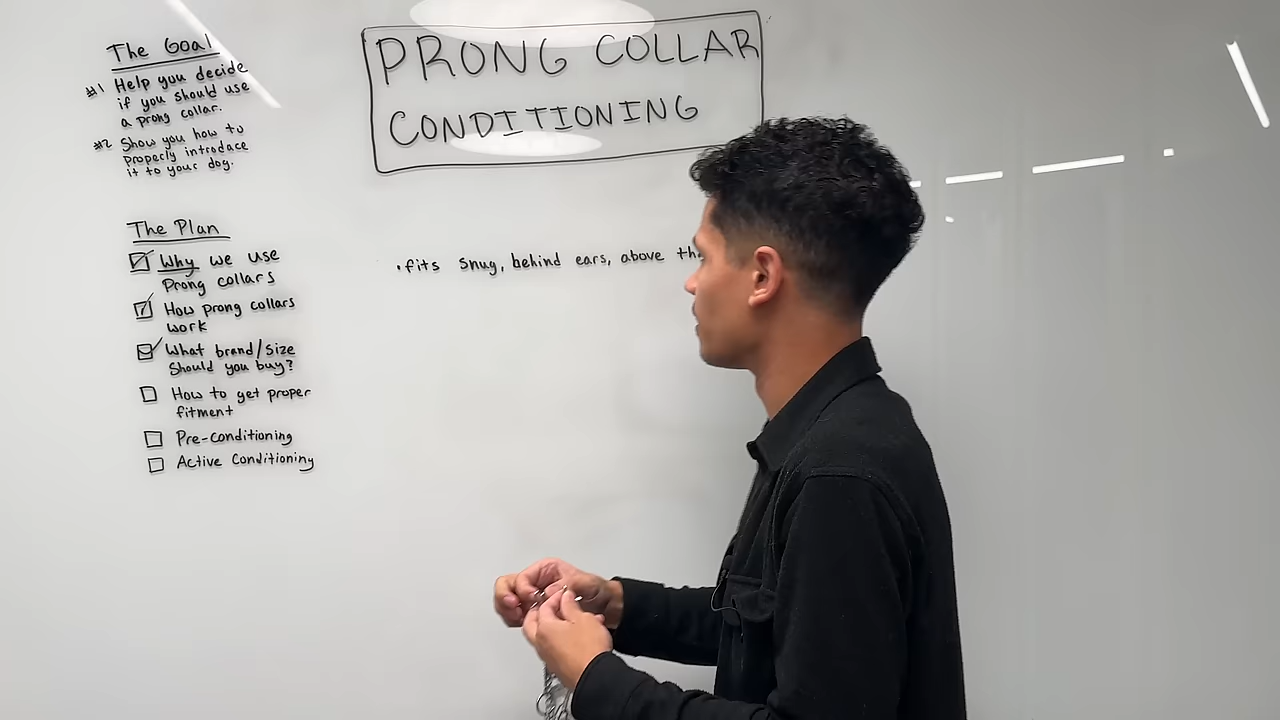 The Goal
#1 Help you decide
if you should use
a prong collar.
#2 Show you how to
properly introduce
it to your dog.
The Plan
Why we use
Prong collars
How prong collars
work
What brand/size
Should you buy?
How to get proper
fitment
Pre-conditioning
Active Conditioning
PRONG COLLAR
CONDITIONING
•fits snug, behind ears, above